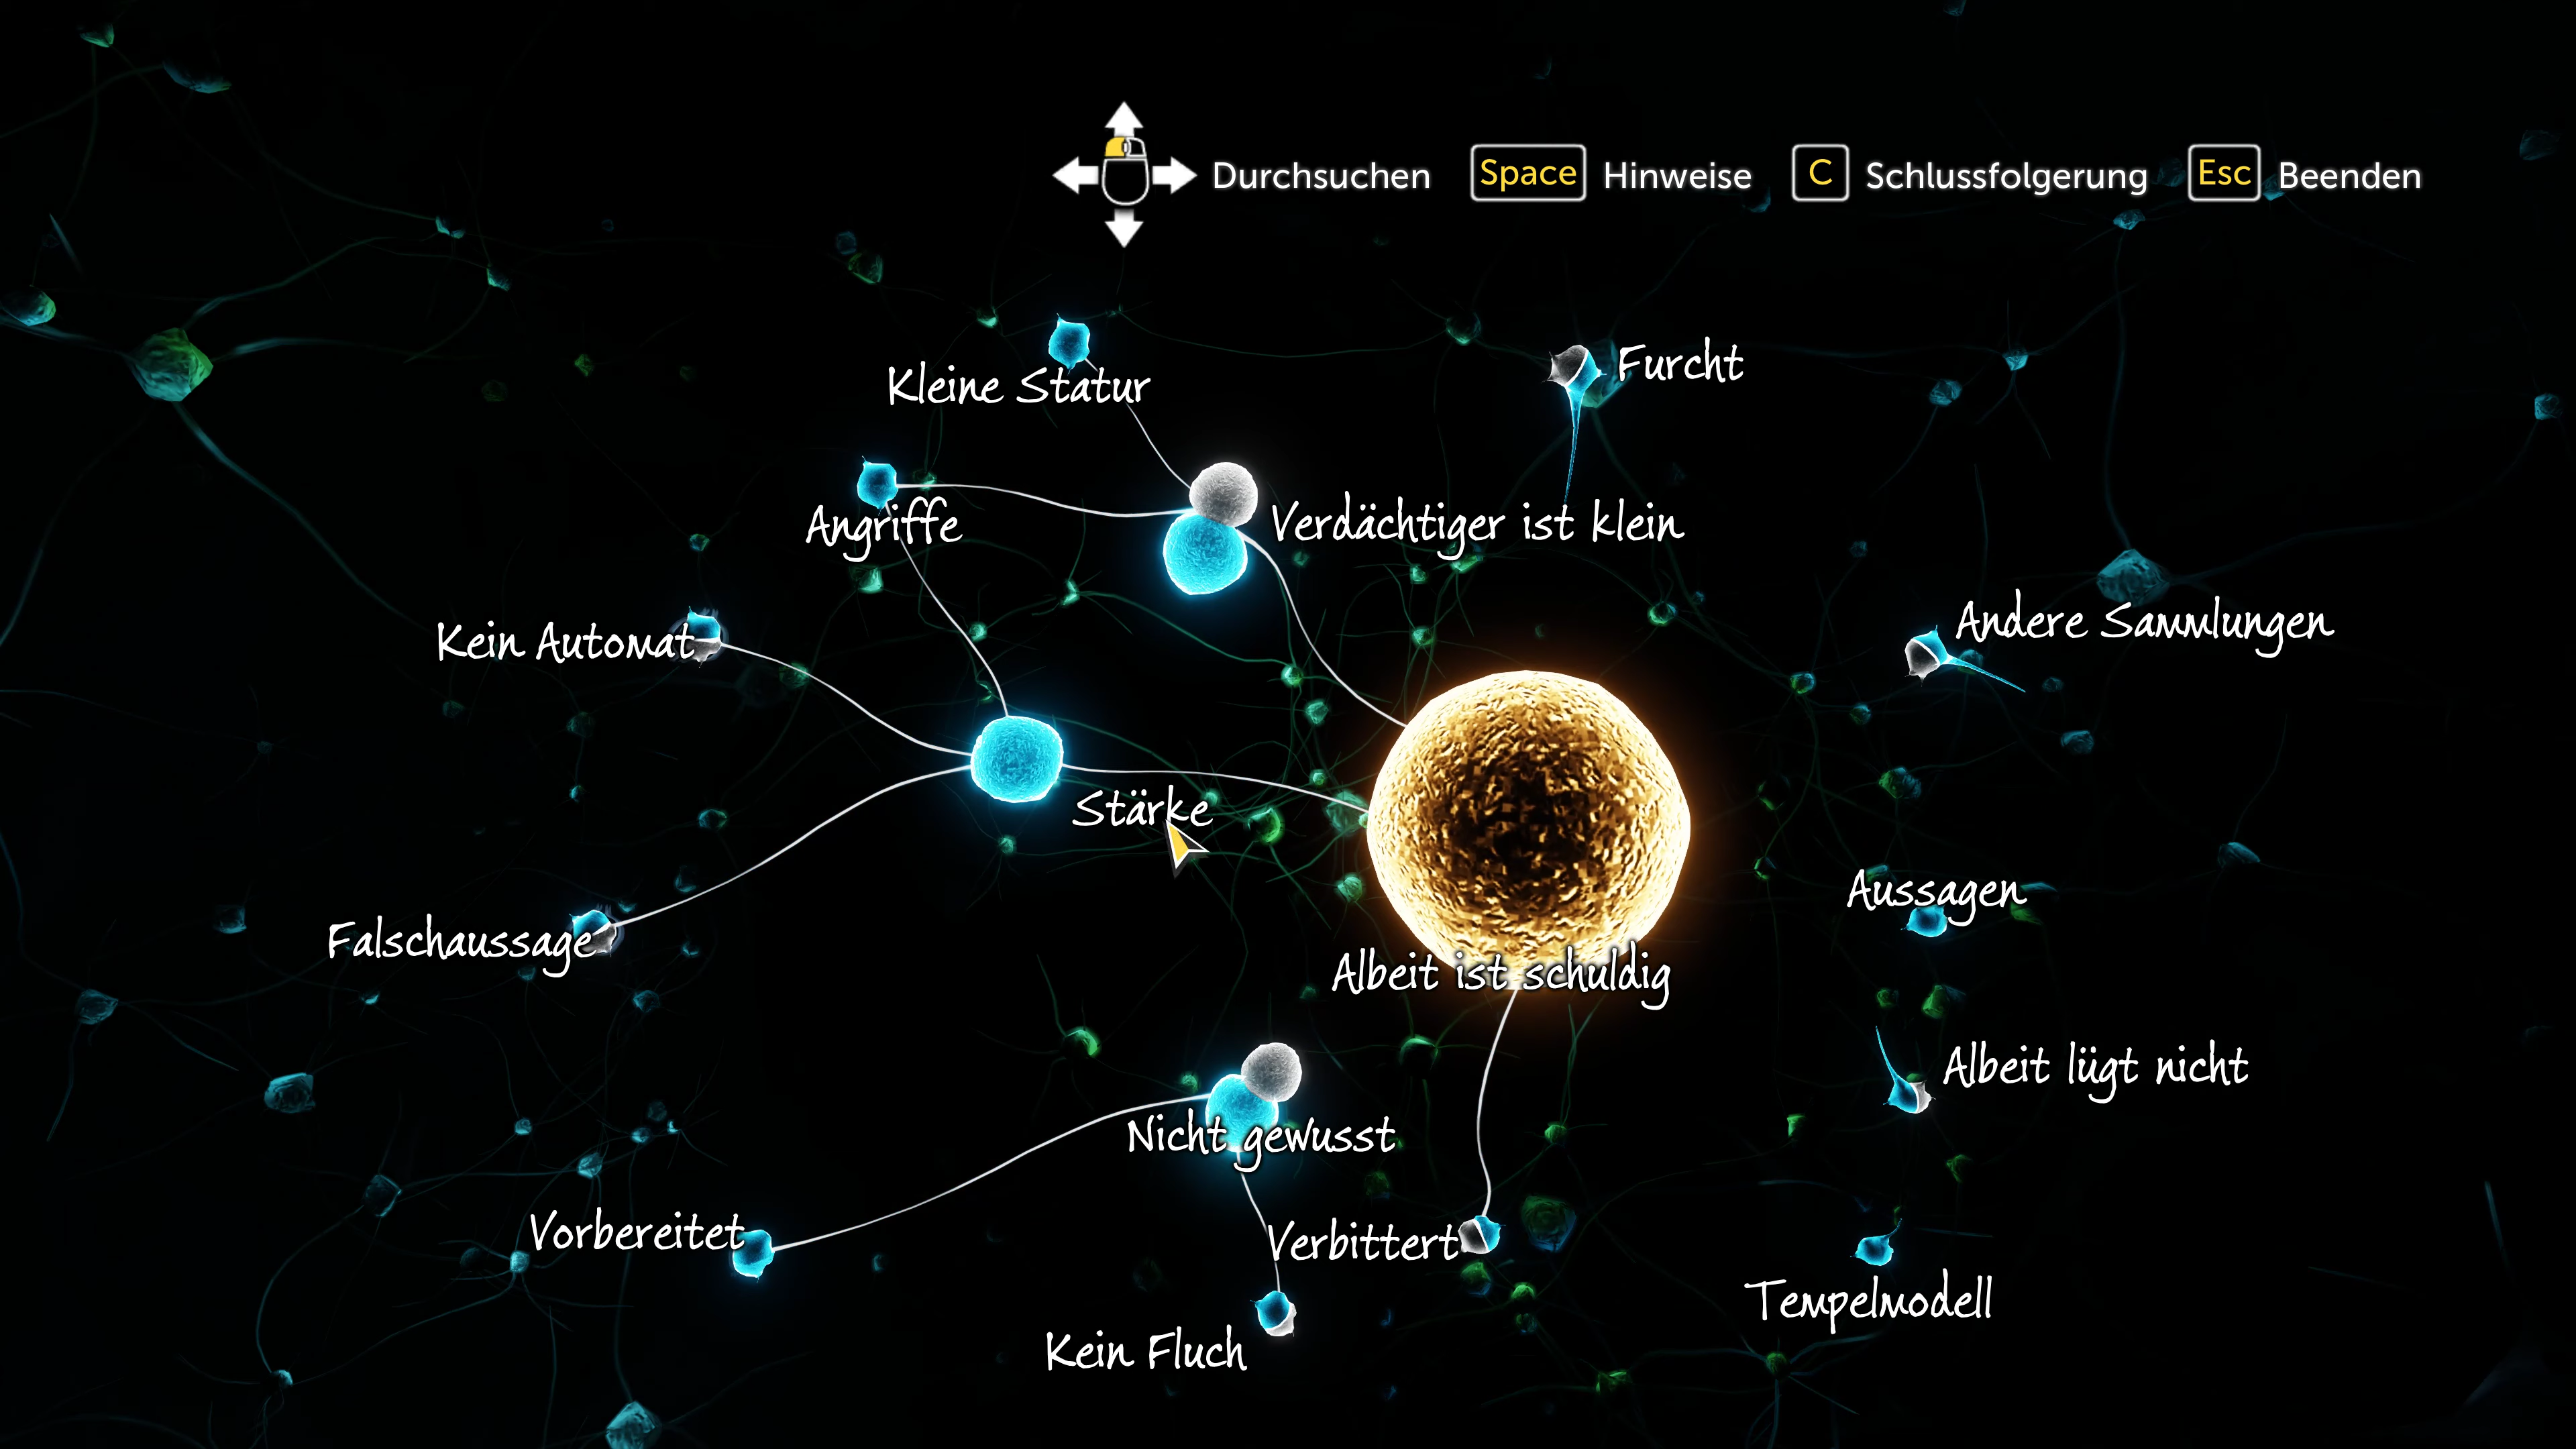 Durchsuchen
Space Hinweise
C Schlussfolgerung
Esc Beenden
Kleine Statur
Furcht
Angriffe
Verdächtiger ist klein
Kein Automat
Andere Sammlungen
Stärke
Aussagen
Falschaussage
Albeit ist schuldig
Albeit lügt nicht
Nicht gewusst
Vorbereitet
Verbittert
Tempelmodell
Kein Fluch